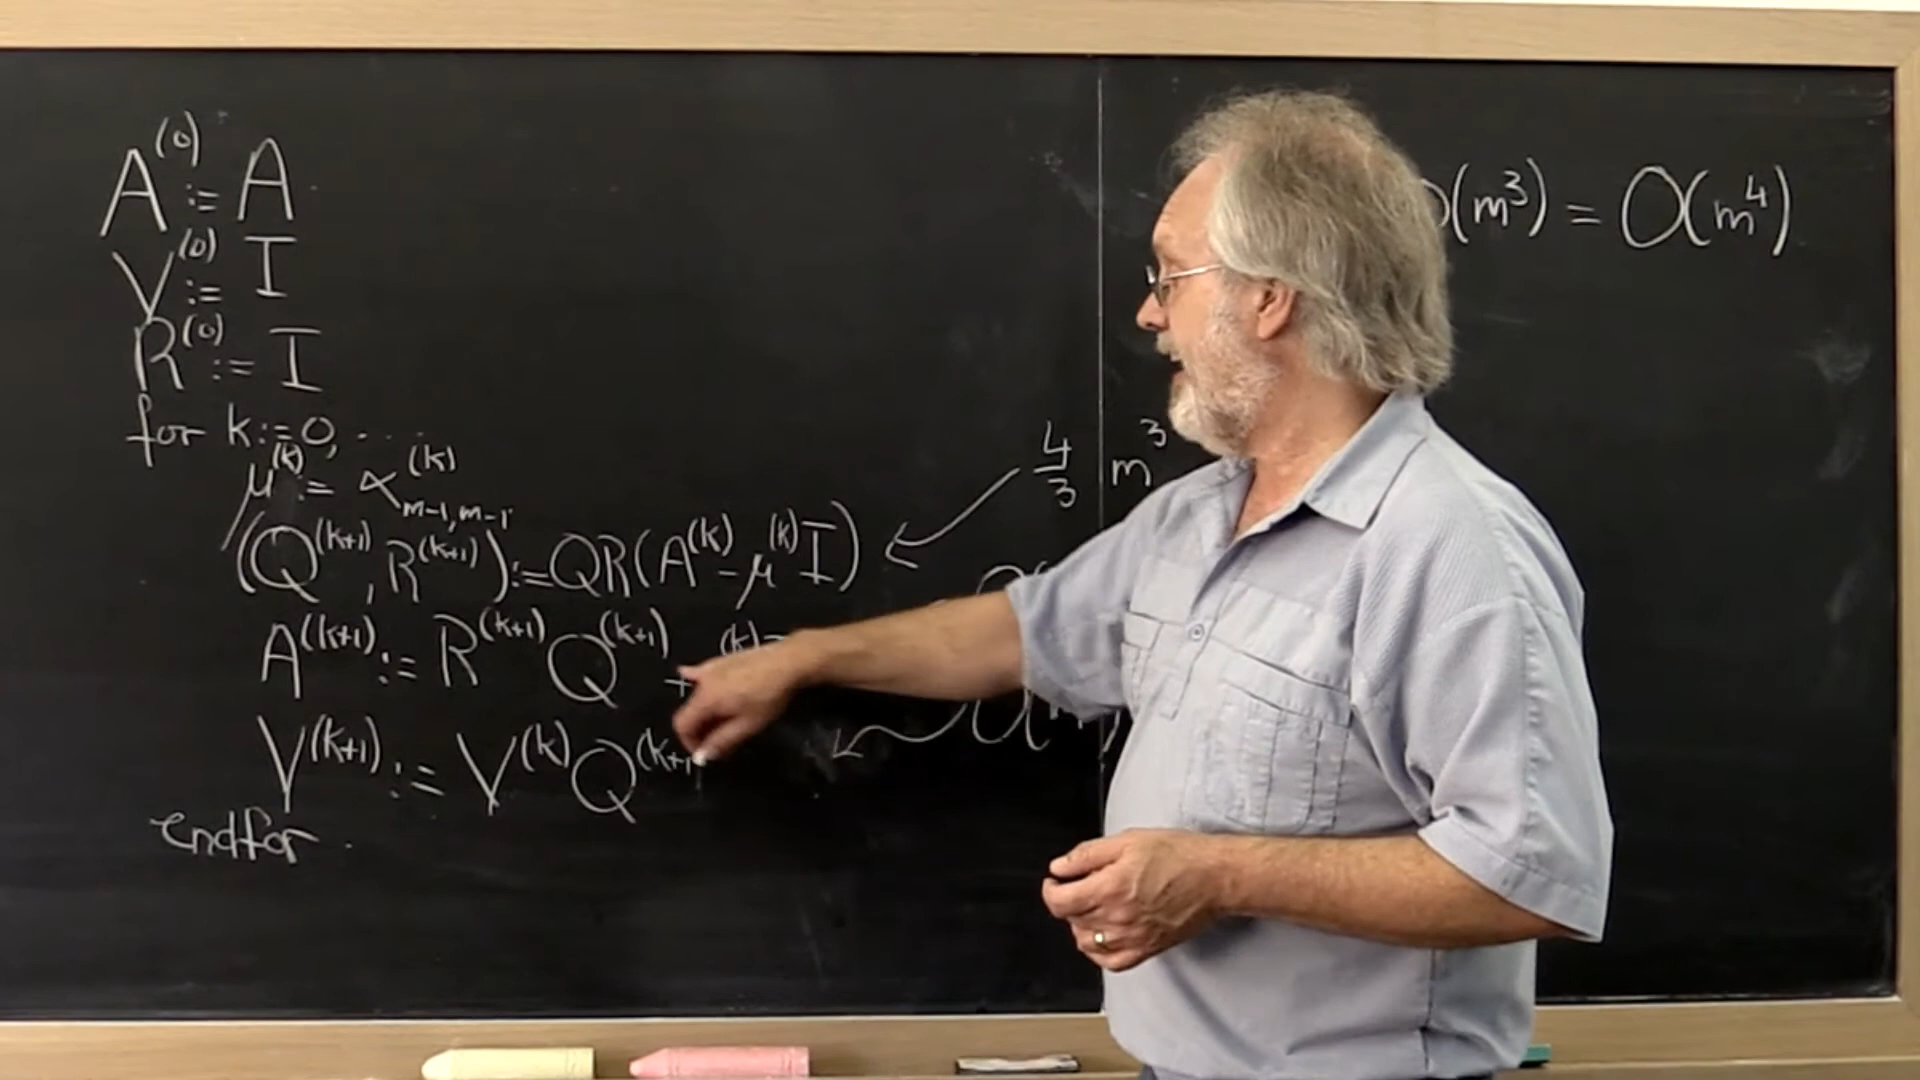 A^(0) := A
V^(0) := I
R^(0) := I
for k := 0, ...
μ^(k) := α^(k)_{m-1,m-1}
(Q^(k+1), R^(k+1)) := QR(A^(k) - μ^(k) I)
A^(k+1) := R^(k+1) Q^(k+1) + ^(k)
V^(k+1) := V^(k) Q^(k+1
endfor
4/3 m^3
(m^3) = O(m^4)